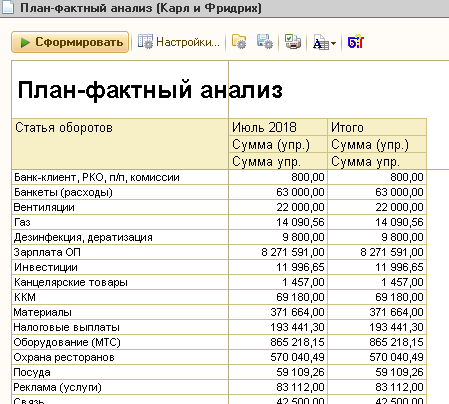 План-фактный анализ (Карл и Фридрих)
Сформировать Настройки...
План-фактный анализ
Статья оборотов Июль 2018 Итого
Сумма (упр.) Сумма (упр.)
Сумма упр. Сумма упр.
Банк-клиент, РКО, п/п, комиссии 800,00 800,00
Банкеты (расходы) 63 000,00 63 000,00
Вентиляции 22 000,00 22 000,00
Газ 14 090,56 14 090,56
Дезинфекция, дератизация 9 800,00 9 800,00
Зарплата ОП 8 271 591,00 8 271 591,00
Инвестиции 11 996,65 11 996,65
Канцелярские товары 1 457,00 1 457,00
ККМ 69 180,00 69 180,00
Материалы 371 664,00 371 664,00
Налоговые выплаты 193 441,30 193 441,30
Оборудование (МТС) 865 218,15 865 218,15
Охрана ресторанов 570 040,49 570 040,49
Посуда 59 109,26 59 109,26
Реклама (услуги) 83 112,00 83 112,00
Связь 42 500,00 42 500,00